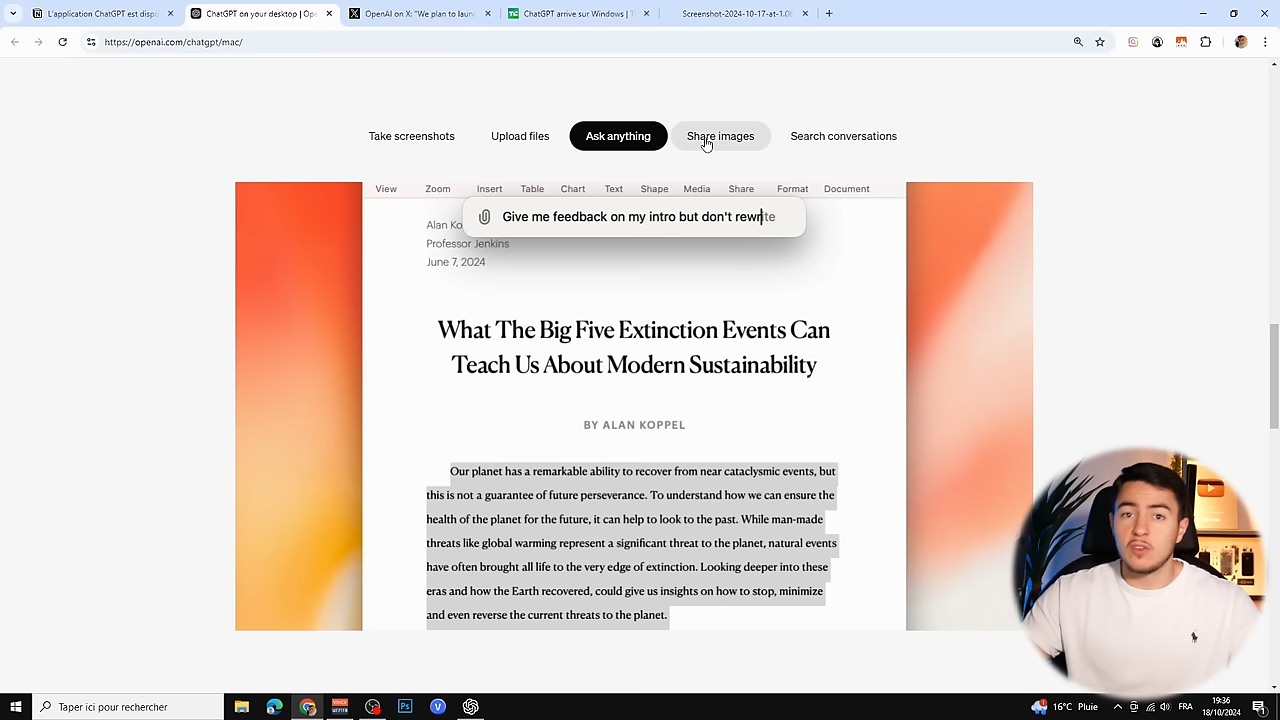 L'application ChatGPT est disp
ChatGPT on your desktop | Ope
OpenAI on X: "We plan to laun
ChatGPT arrive sur Windows | T
Screenshot-2024-10-17-at-1.0
https://openai.com/chatgpt/mac/
Take screenshots
Upload files
Ask anything
Share images
Search conversations
View Zoom Insert Table Chart Text Shape Media Share Format Document
Give me feedback on my intro but don't rewrite
Alan Ko
Professor Jenkins
June 7, 2024
What The Big Five Extinction Events Can
Teach Us About Modern Sustainability
BY ALAN KOPPEL
Our planet has a remarkable ability to recover from near cataclysmic events, but
this is not a guarantee of future perseverance. To understand how we can ensure the
health of the planet for the future, it can help to look to the past. While man-made
threats like global warming represent a significant threat to the planet, natural events
have often brought all life to the very edge of extinction. Looking deeper into these
eras and how the Earth recovered, could give us insights on how to stop, minimize
and even reverse the current threats to the planet.
Taper ici pour rechercher
16°C Pluie
FRA
19:36
18/10/2024